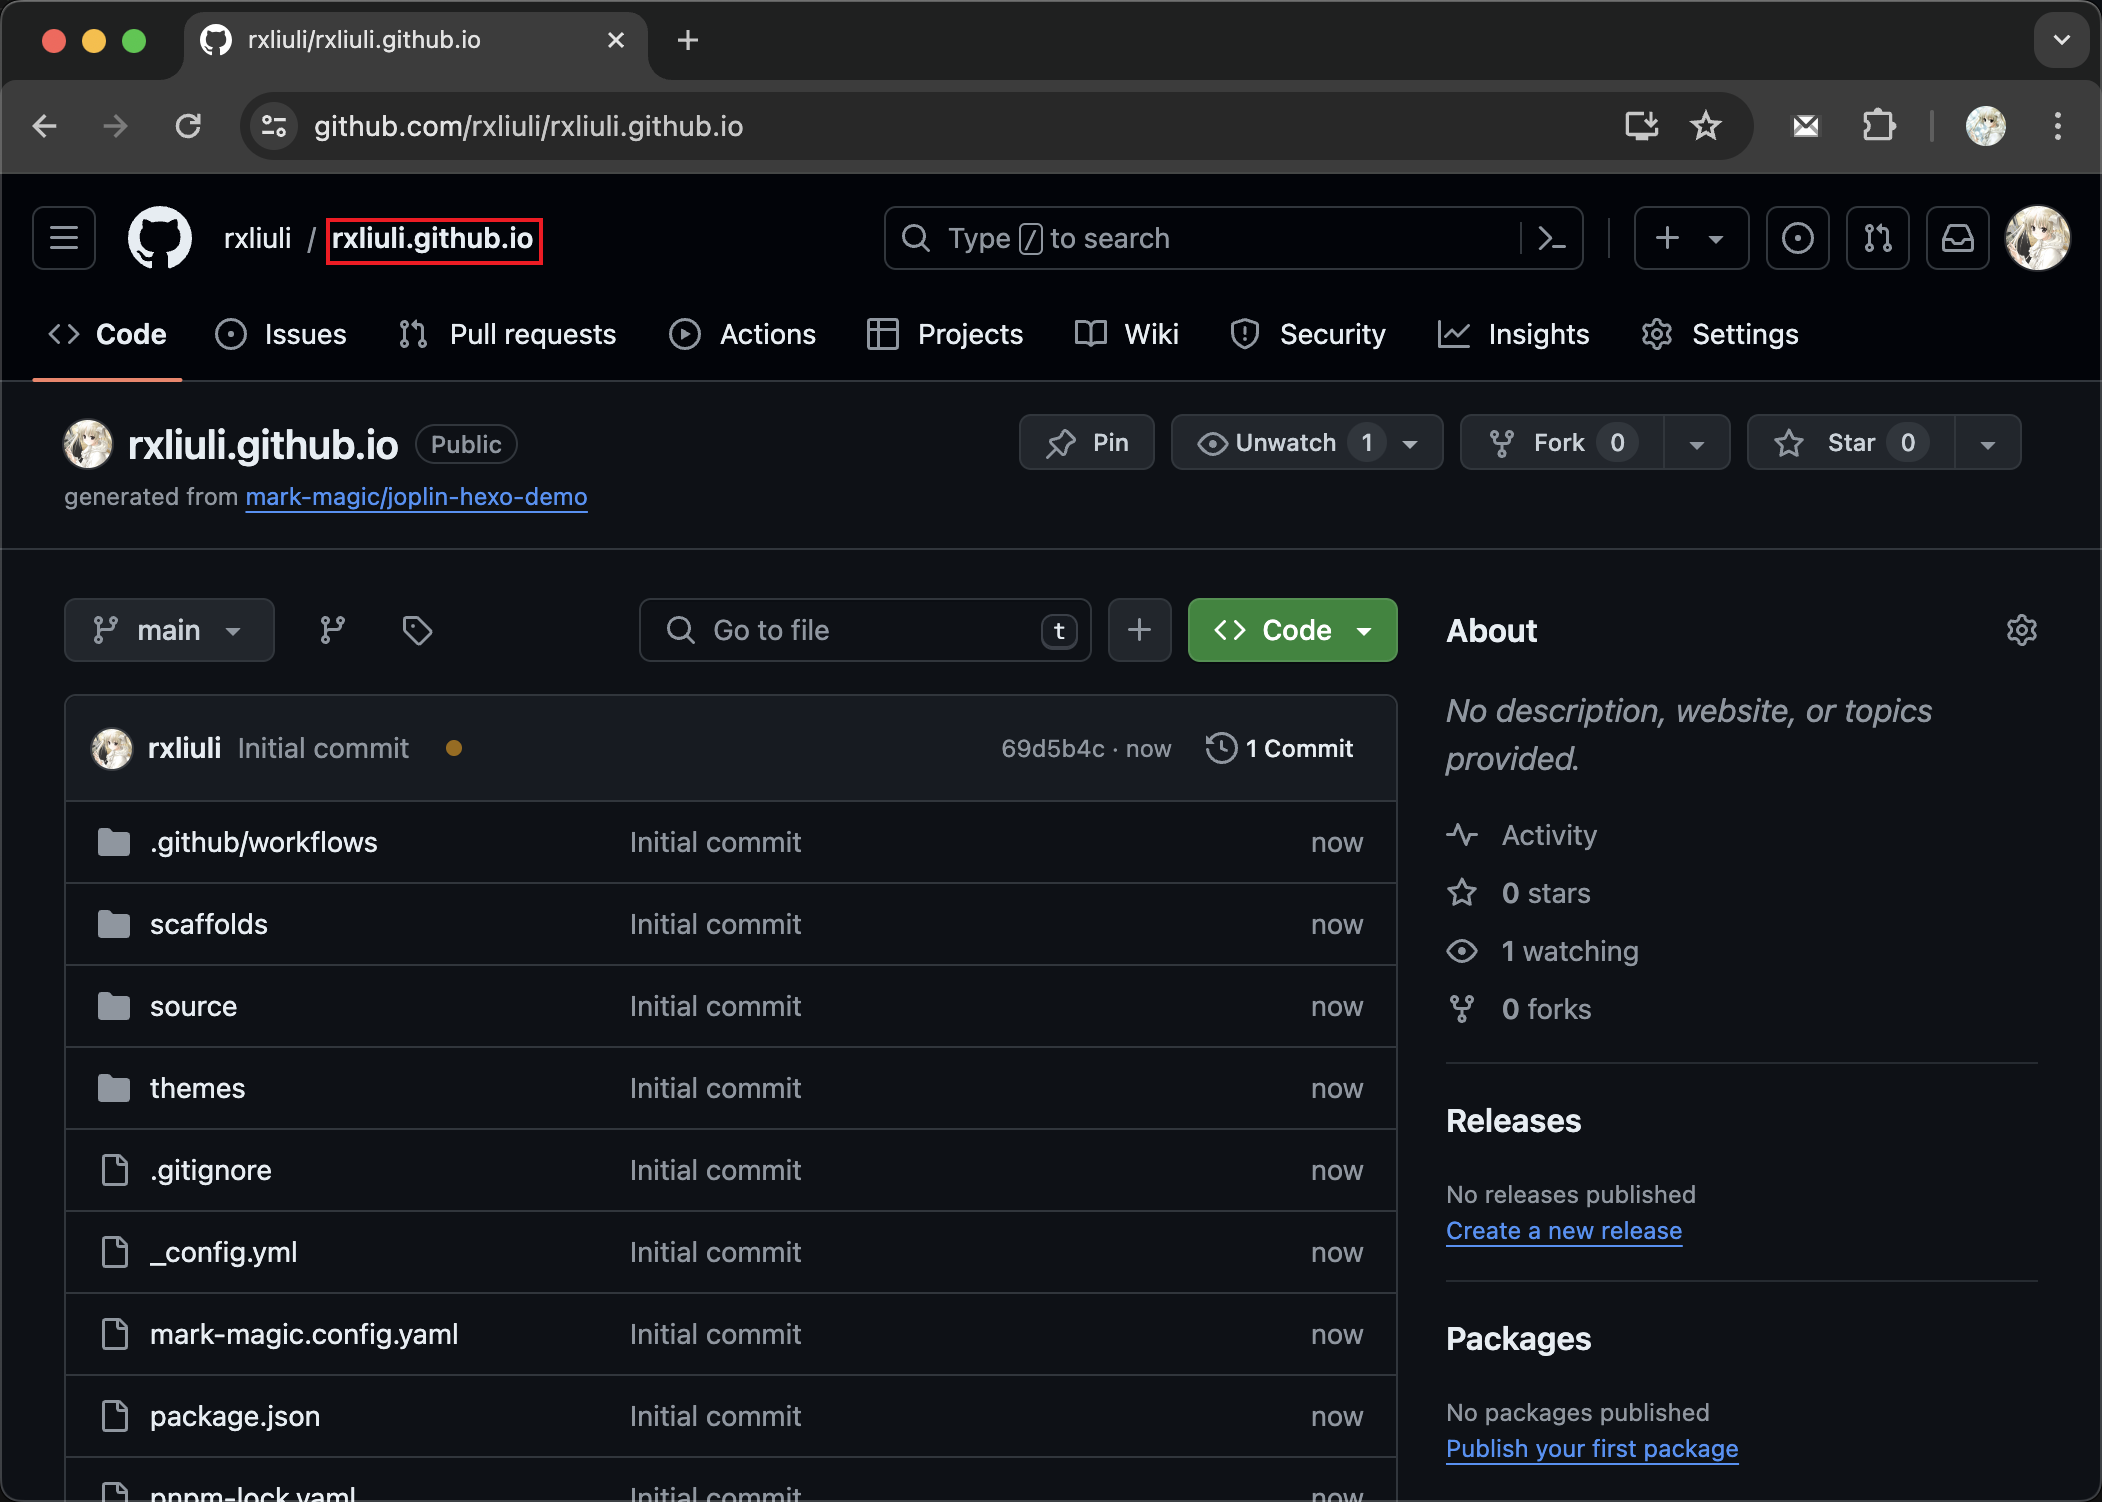 rxliuli/rxliuli.github.io
github.com/rxliuli/rxliuli.github.io
rxliuli / rxliuli.github.io
Type / to search
Code Issues Pull requests Actions Projects Wiki Security Insights Settings
rxliuli.github.io Public
Pin Unwatch 1 Fork 0 Star 0
generated from mark-magic/joplin-hexo-demo
main Go to file t Code
rxliuli Initial commit 69d5b4c · now 1 Commit
.github/workflows Initial commit now
scaffolds Initial commit now
source Initial commit now
themes Initial commit now
.gitignore Initial commit now
_config.yml Initial commit now
mark-magic.config.yaml Initial commit now
package.json Initial commit now
pnpm-lock.yaml Initial commit now
About
No description, website, or topics
provided.
Activity
0 stars
1 watching
0 forks
Releases
No releases published
Create a new release
Packages
No packages published
Publish your first package